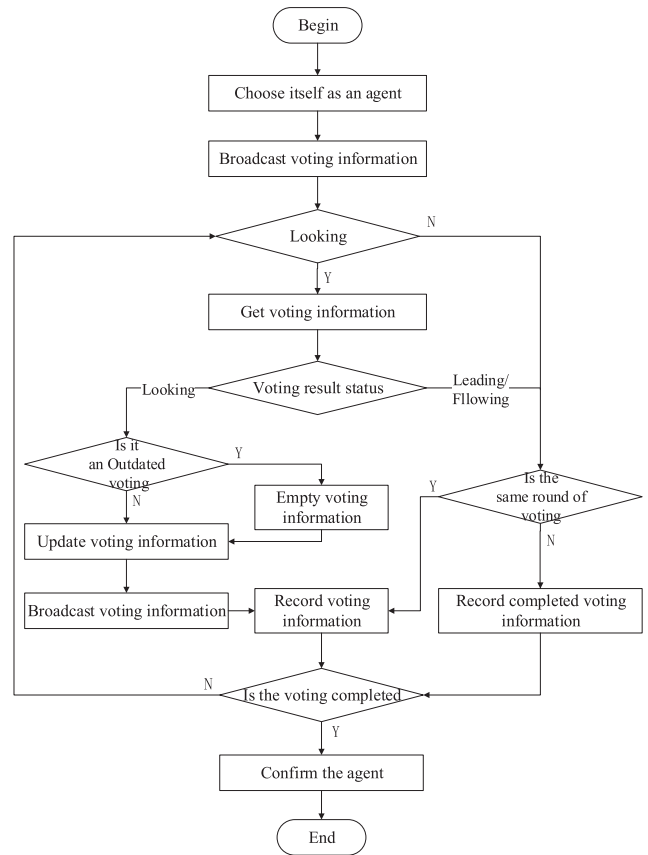 Begin
Choose itself as an agent
Broadcast voting information
Looking
N
Y
Get voting information
Voting result status
Looking
Leading/
Fllowing
Is it
an Outdated
voting
Y
N
Empty voting
information
Is the
same round of
voting
Y
N
Update voting information
Broadcast voting information
Record voting
information
Record completed voting
information
Is the voting completed
N
Y
Confirm the agent
End